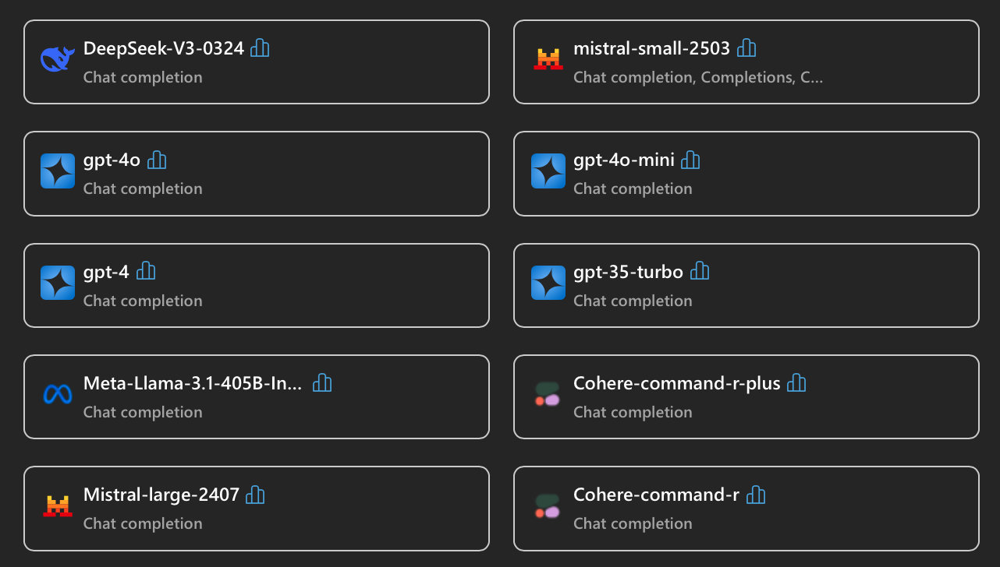 DeepSeek-V3-0324
Chat completion
mistral-small-2503
Chat completion, Completions, C...
gpt-4o
Chat completion
gpt-4o-mini
Chat completion
gpt-4
Chat completion
gpt-35-turbo
Chat completion
Meta-Llama-3.1-405B-In...
Chat completion
Cohere-command-r-plus
Chat completion
Mistral-large-2407
Chat completion
Cohere-command-r
Chat completion